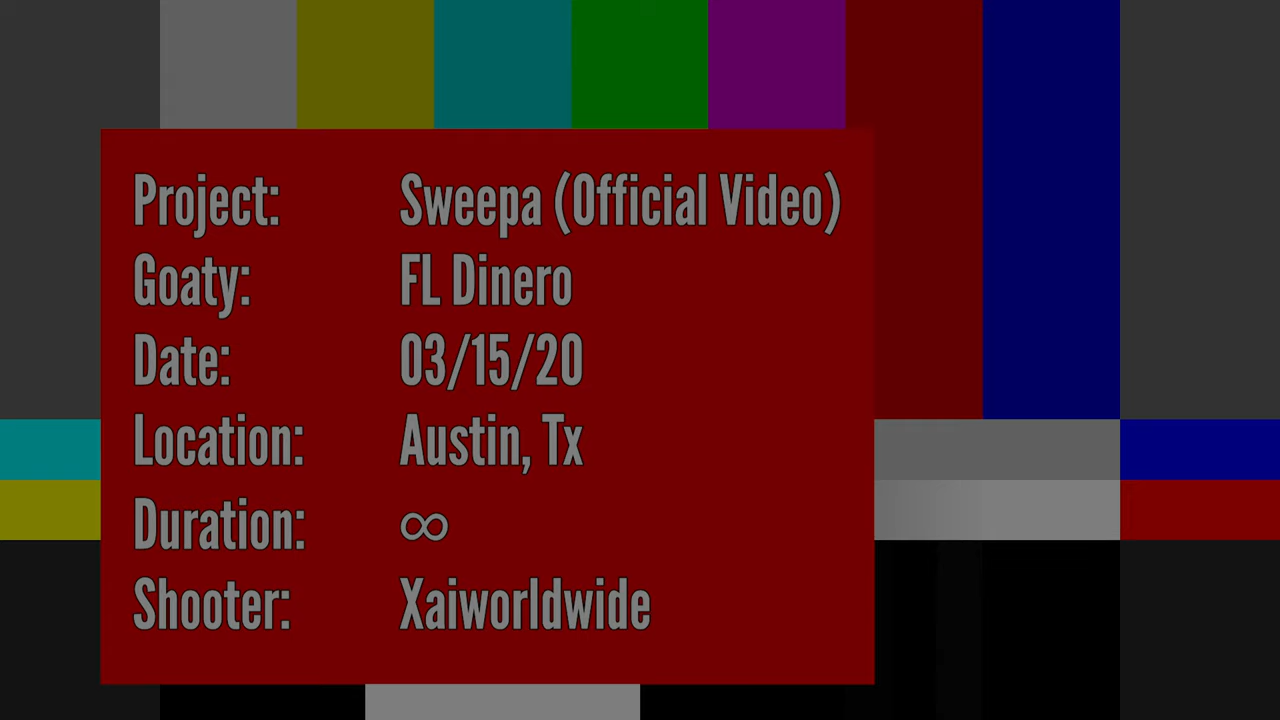 Project: Sweepa (Official Video)
Goaty: FL Dinero
Date: 03/15/20
Location: Austin, Tx
Duration: ∞
Shooter: Xaiworldwide